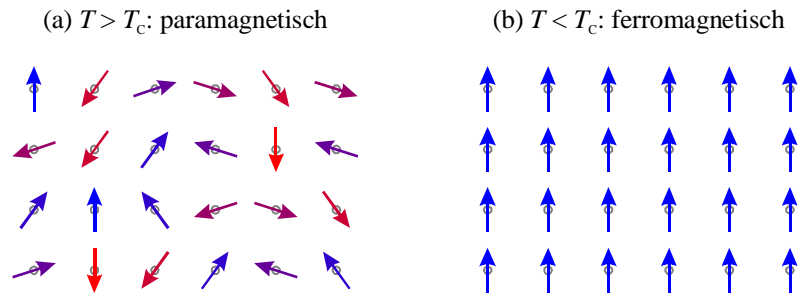 (a) T > T_C: paramagnetisch
(b) T < T_C: ferromagnetisch